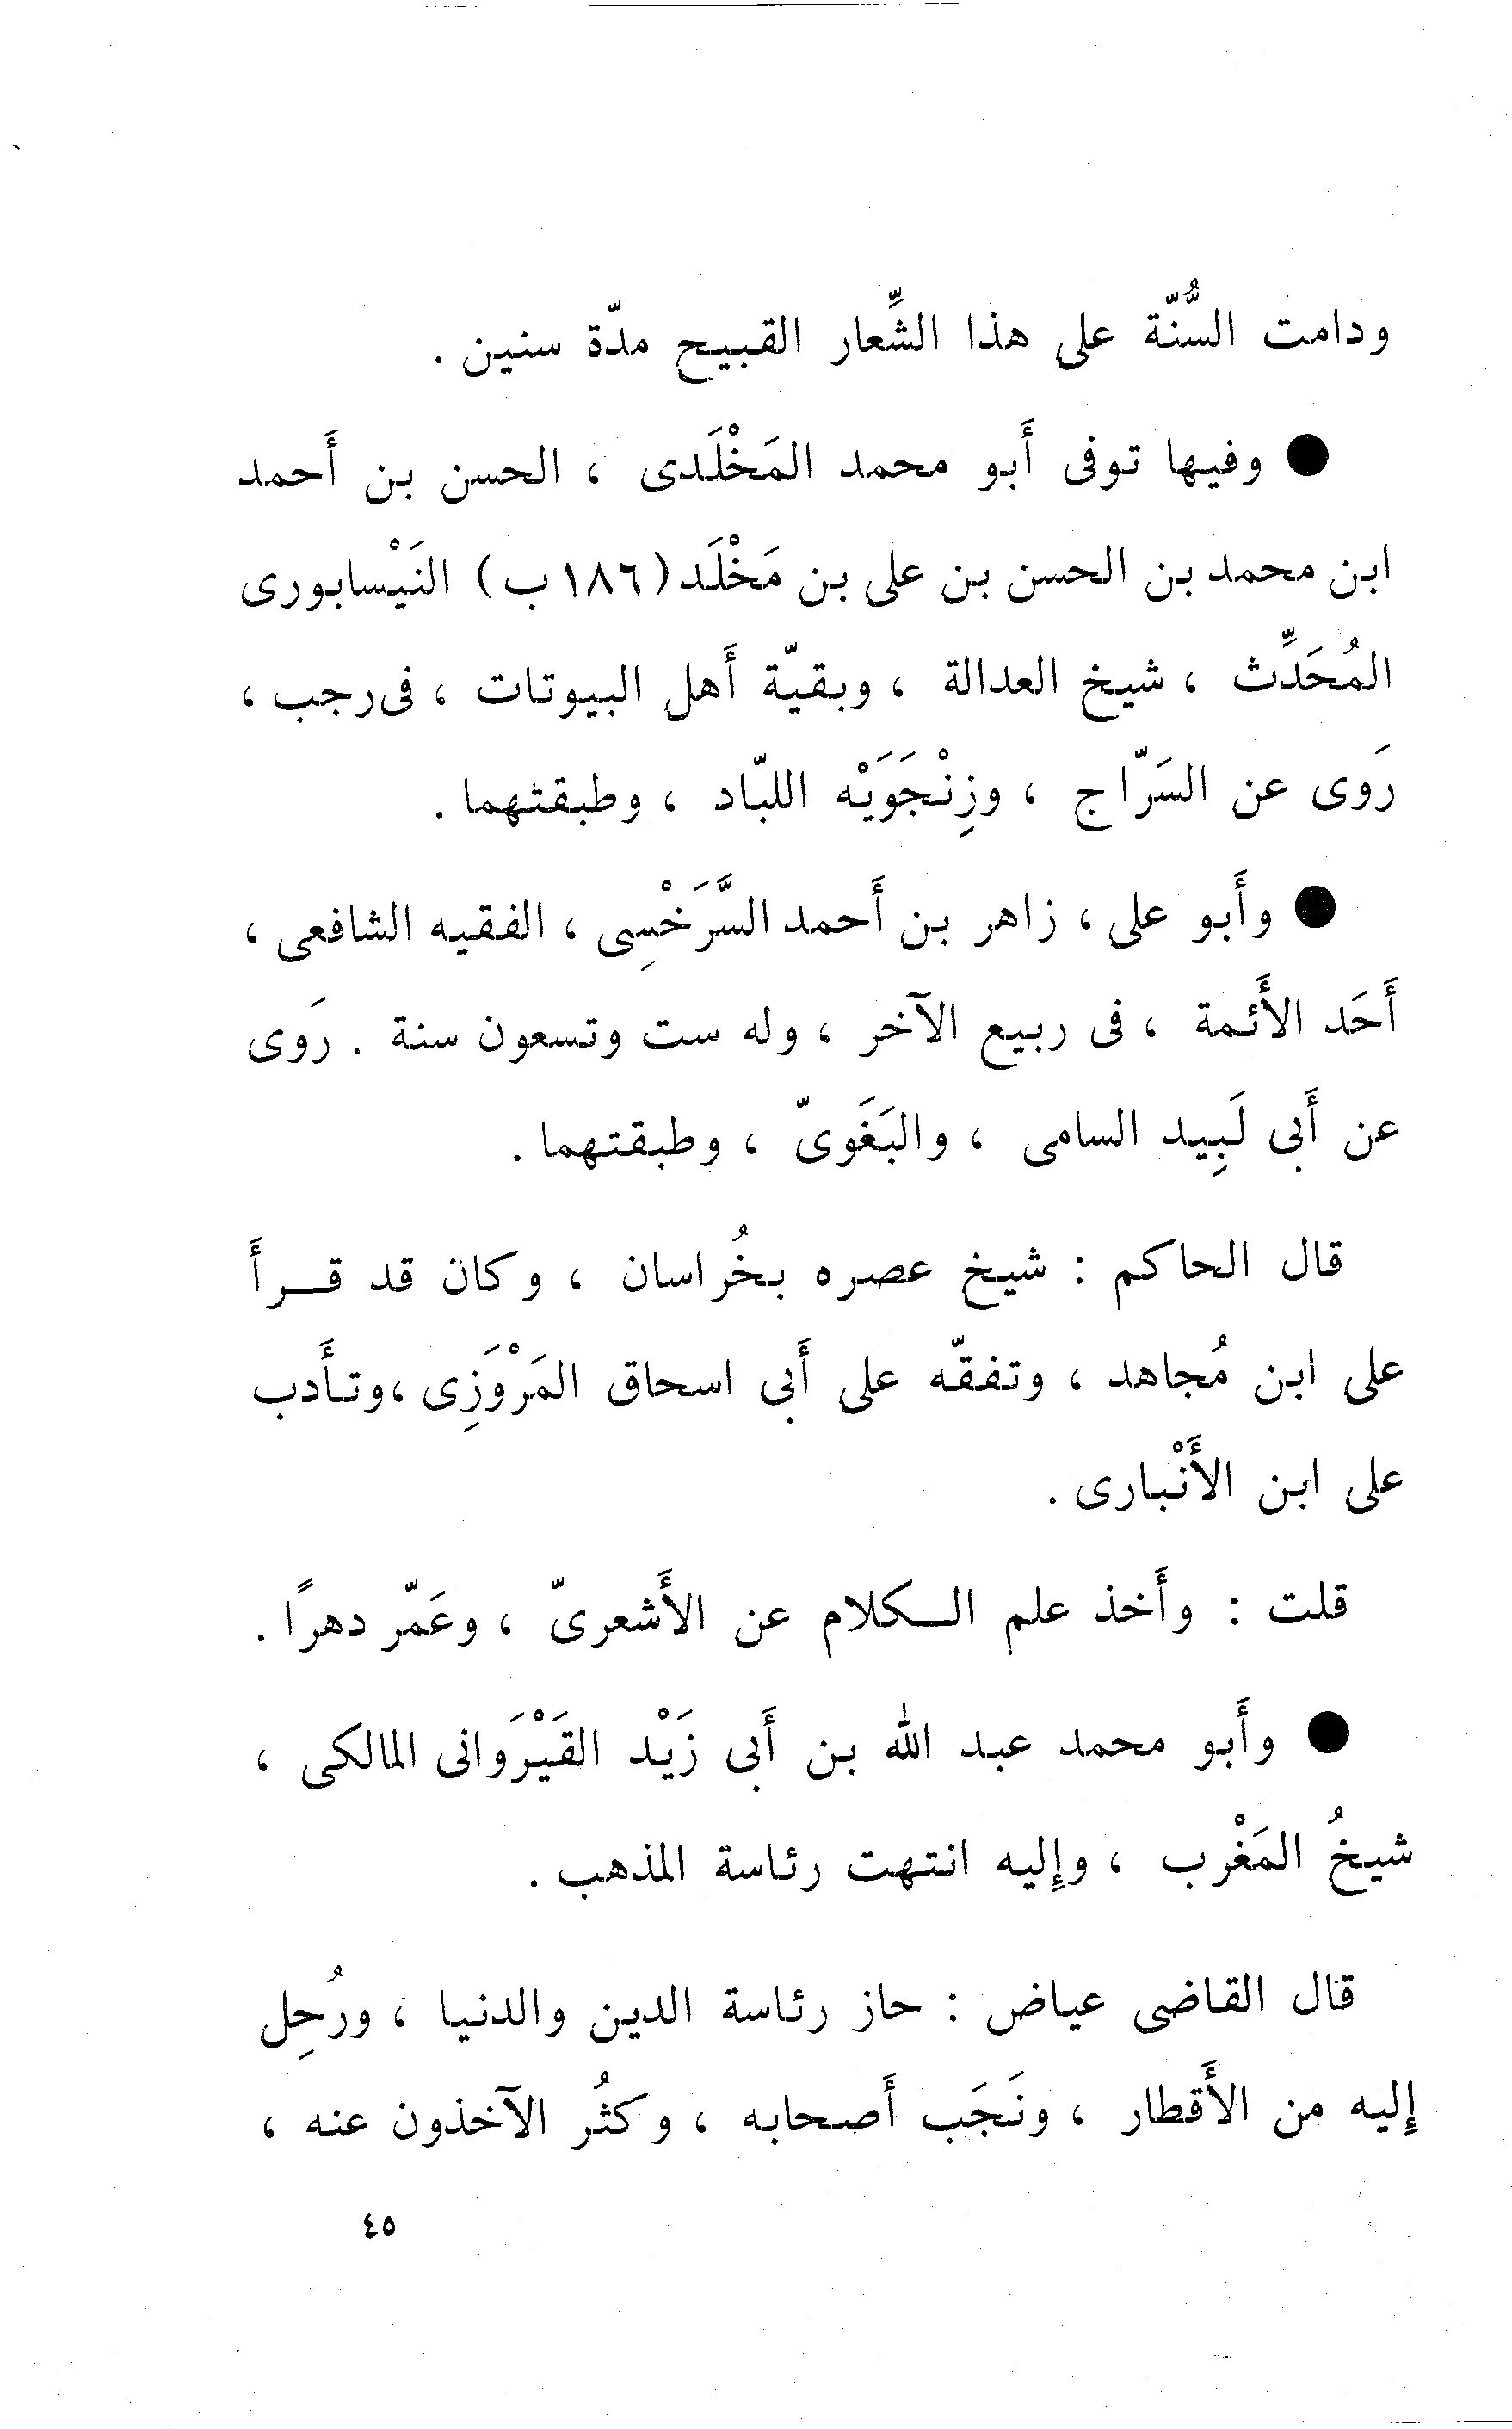 ودامت السُّنّة على هذا الشِّعار القبيح مدّة سنين .
● وفيها توفى أَبو محمد المَخْلَدى ، الحسن بن أَحمد
ابن محمد بن الحسن بن على بن مَخْلَد (١٨٦ ب) النَيْسابورى
المُحَدِّث ، شيخ العدالة ، وبقيّة أَهل البيوتات ، فى رجب ،
رَوى عن السَرّاج ، وزِنْجَوَيْه اللبّاد ، وطبقثهما .
● وأَبو على ، زاهر بن أَحمد السَّرَخْسِى ، الفقيه الشافعى ،
أَحَد الأَئمة ، فى ربيع الآخر ، وله ست وتسعون سنة . رَوى
عن أَبى لَبِيد السامى ، والبَغَوىّ ، وطبقتهما .
قال الحاكم : شيخ عصره بخُراسان ، وكان قد قــرأَ
على ابن مُجاهد ، وتفقّه على أَبى اسحاق المَرْوَزِى ، وتأَدب
على ابن الأَنْبارى .
قلت : وأَخذ علم الــكلام عن الأَشعرىّ ، وعَمّر دهرًا .
● وأَبو محمد عبد الله بن أَبى زَيْد القَيْرَوانى المالكى ،
شيخُ المَغْرب ، وإِليه انتهت رئاسة المذهب .
قال القاضى عياض : حاز رئاسة الدين والدنيا ، ورُحِل
إِليه من الأَقطار ، ونَجَب أَصحابه ، وكثُر الآخذون عنه ،
٤٥